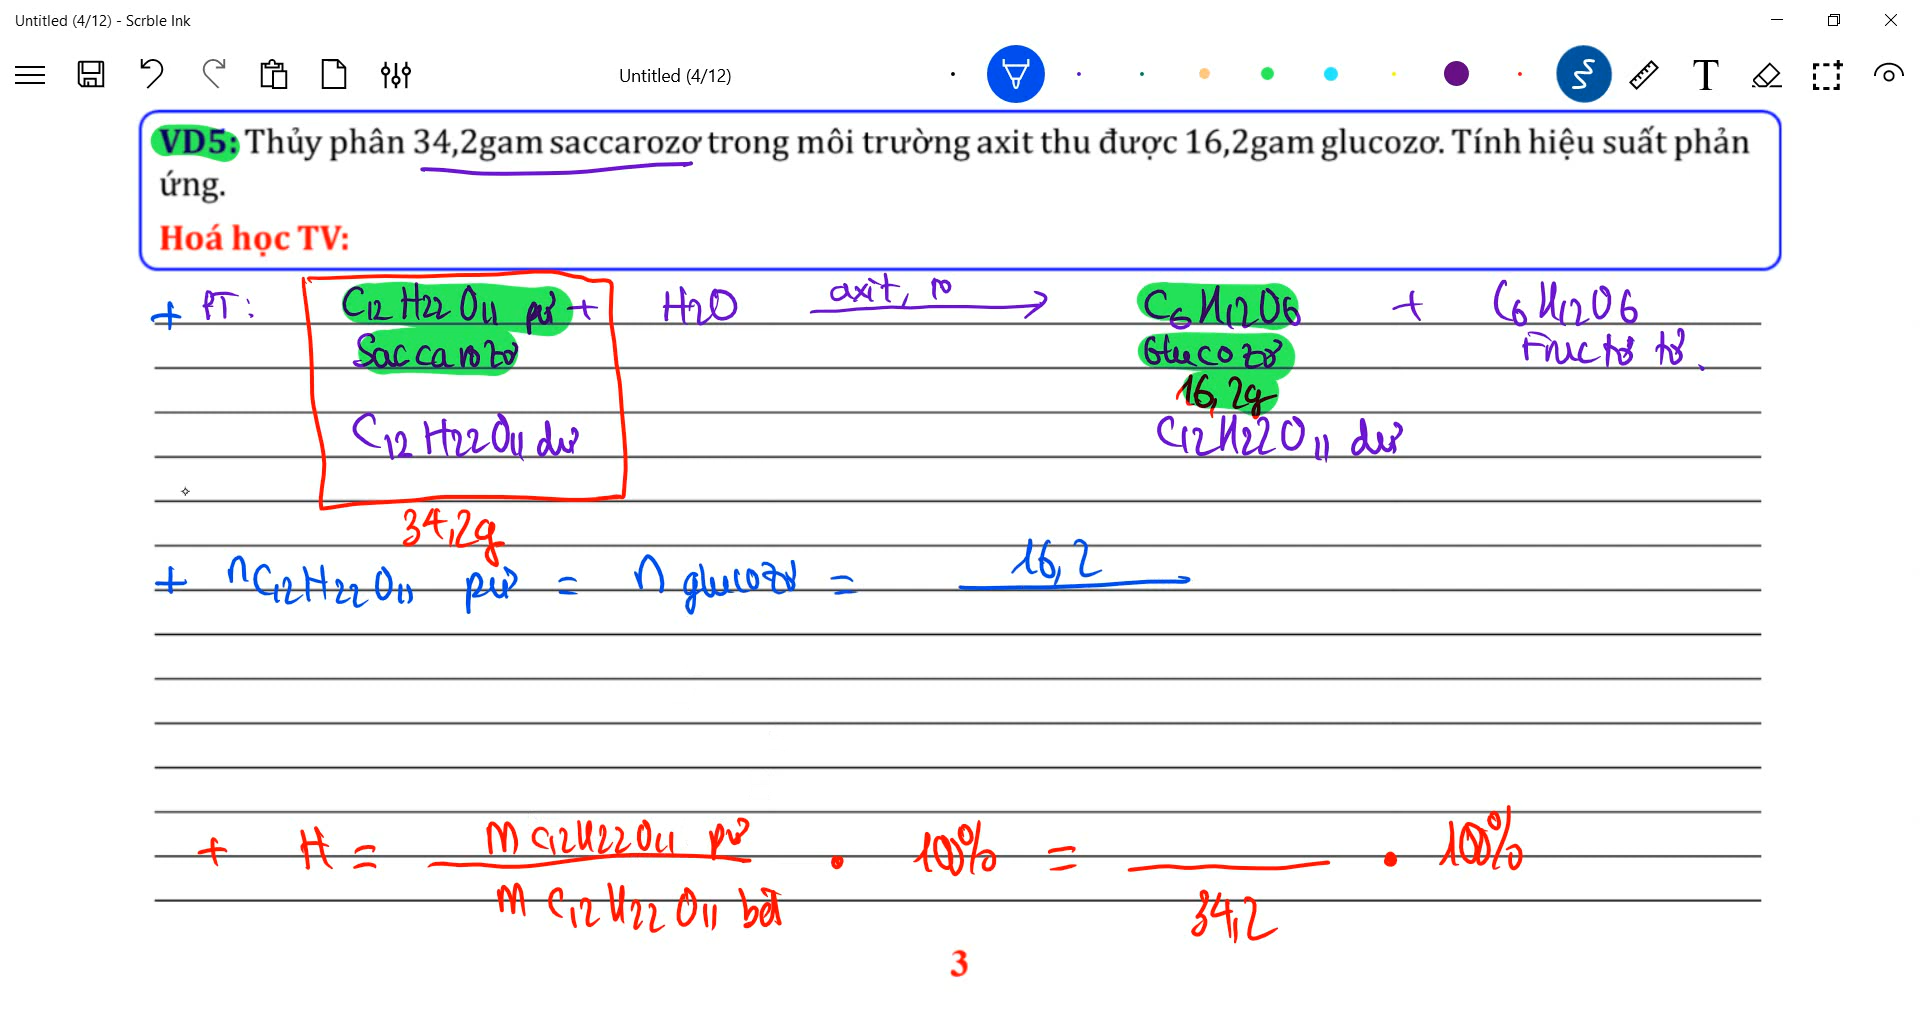 Untitled (4/12) - Scrble Ink
Untitled (4/12)
VD5: Thủy phân 34,2gam saccarozơ trong môi trường axit thu được 16,2gam glucozơ. Tính hiệu suất phản
ứng.
Hoá học TV:
+ PT: C12H22O11 pứ + H2O axit, to → C6H12O6 + C6H12O6
Saccarozơ Glucozơ Fructozơ
16,2g
C12H22O11 dư C12H22O11 dư
34,2g
+ nC12H22O11 pứ = n glucozơ = 16,2
+ H = m C12H22O11 pứ • 100% = • 100%
m C12H22O11 bđ 34,2
3